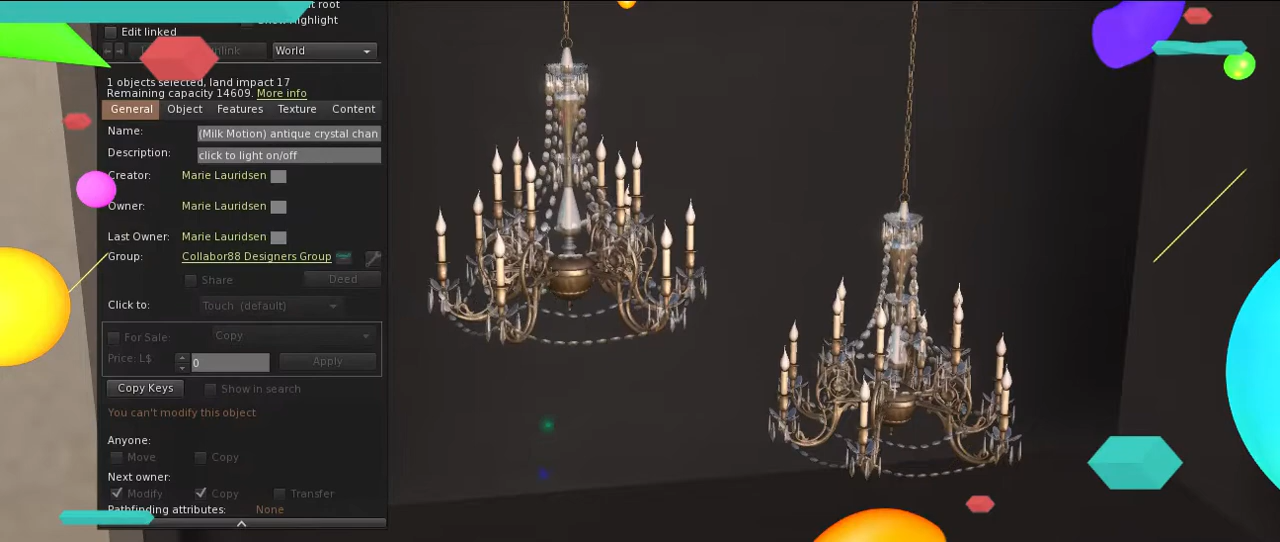 t root
Show Highlight
Edit linked
World
1 objects selected, land impact 17
Remaining capacity 14609. More info
General Object Features Texture Content
Name: (Milk Motion) antique crystal chan
Description: click to light on/off
Creator: Marie Lauridsen
Owner: Marie Lauridsen
Last Owner: Marie Lauridsen
Group: Collabor88 Designers Group
Share Deed
Click to: Touch (default)
For Sale: Copy
Price: L$ 0 Apply
Copy Keys Show in search
You can't modify this object
Anyone:
Move Copy
Next owner:
Modify Copy Transfer
Pathfinding attributes: None